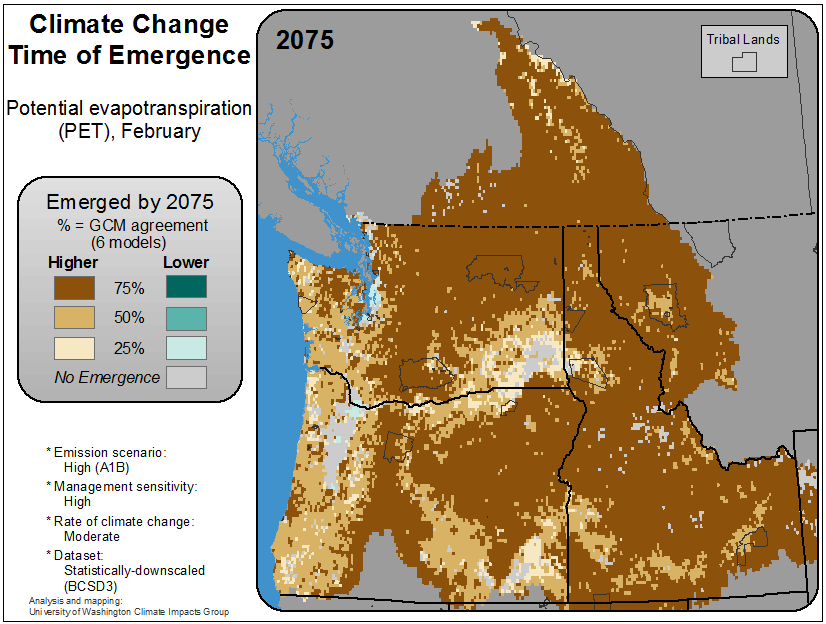 Climate Change
Time of Emergence
Potential evapotranspiration
(PET), February
Emerged by 2075
% = GCM agreement
(6 models)
Higher Lower
75%
50%
25%
No Emergence
* Emission scenario:
High (A1B)
* Management sensitivity:
High
* Rate of climate change:
Moderate
* Dataset:
Statistically-downscaled
(BCSD3)
Analysis and mapping:
University of Washington Climate Impacts Group
2075
Tribal Lands